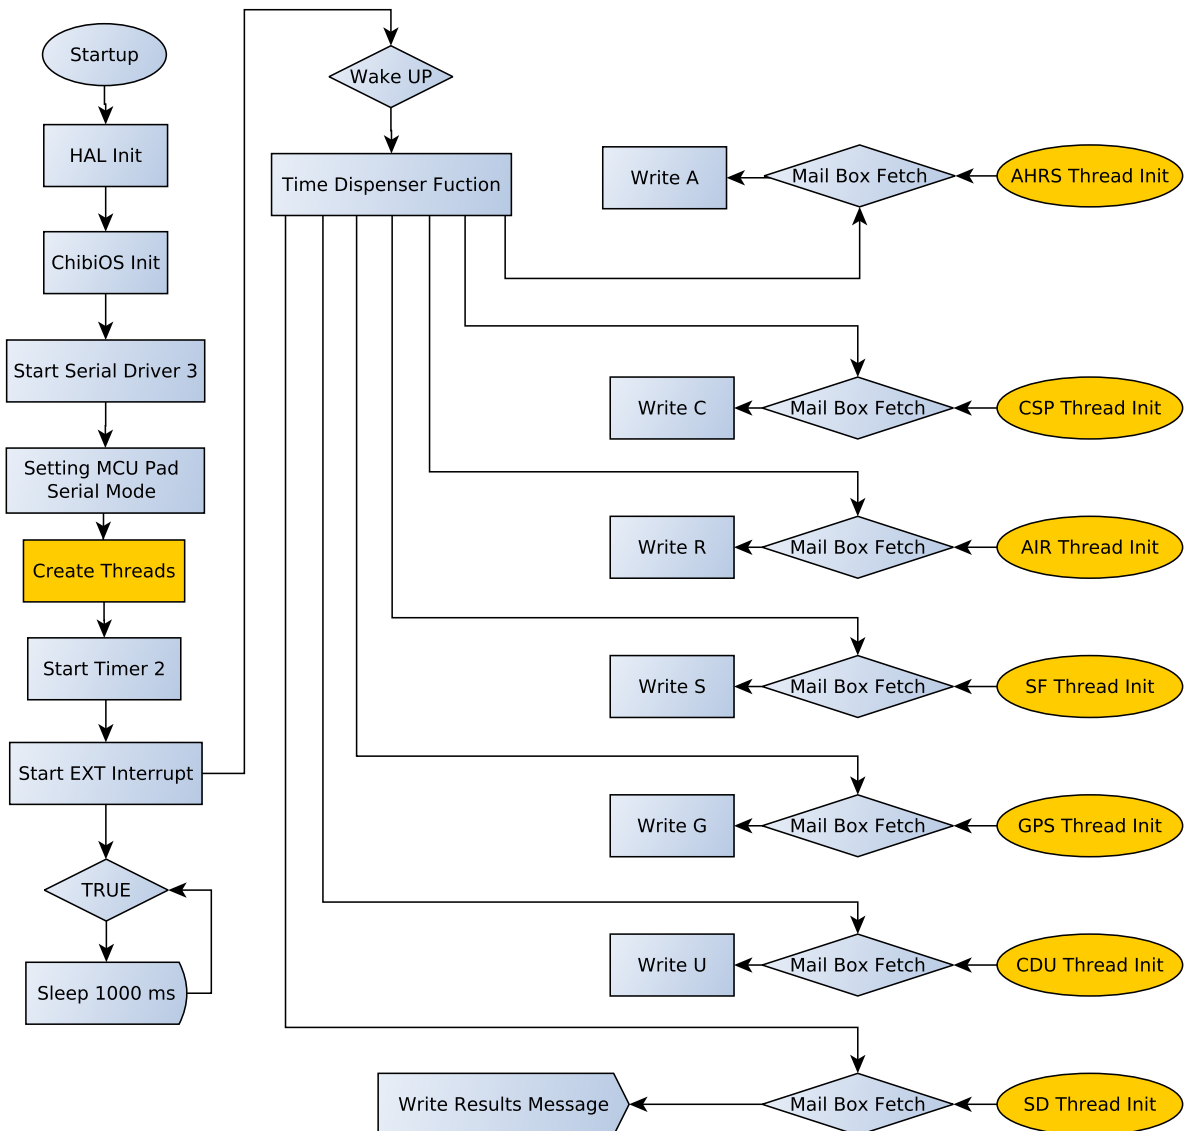 Startup
HAL Init
ChibiOS Init
Start Serial Driver 3
Setting MCU Pad
Serial Mode
Create Threads
Start Timer 2
Start EXT Interrupt
TRUE
Sleep 1000 ms
Wake UP
Time Dispenser Fuction
Write A
Mail Box Fetch
AHRS Thread Init
Write C
Mail Box Fetch
CSP Thread Init
Write R
Mail Box Fetch
AIR Thread Init
Write S
Mail Box Fetch
SF Thread Init
Write G
Mail Box Fetch
GPS Thread Init
Write U
Mail Box Fetch
CDU Thread Init
Write Results Message
Mail Box Fetch
SD Thread Init